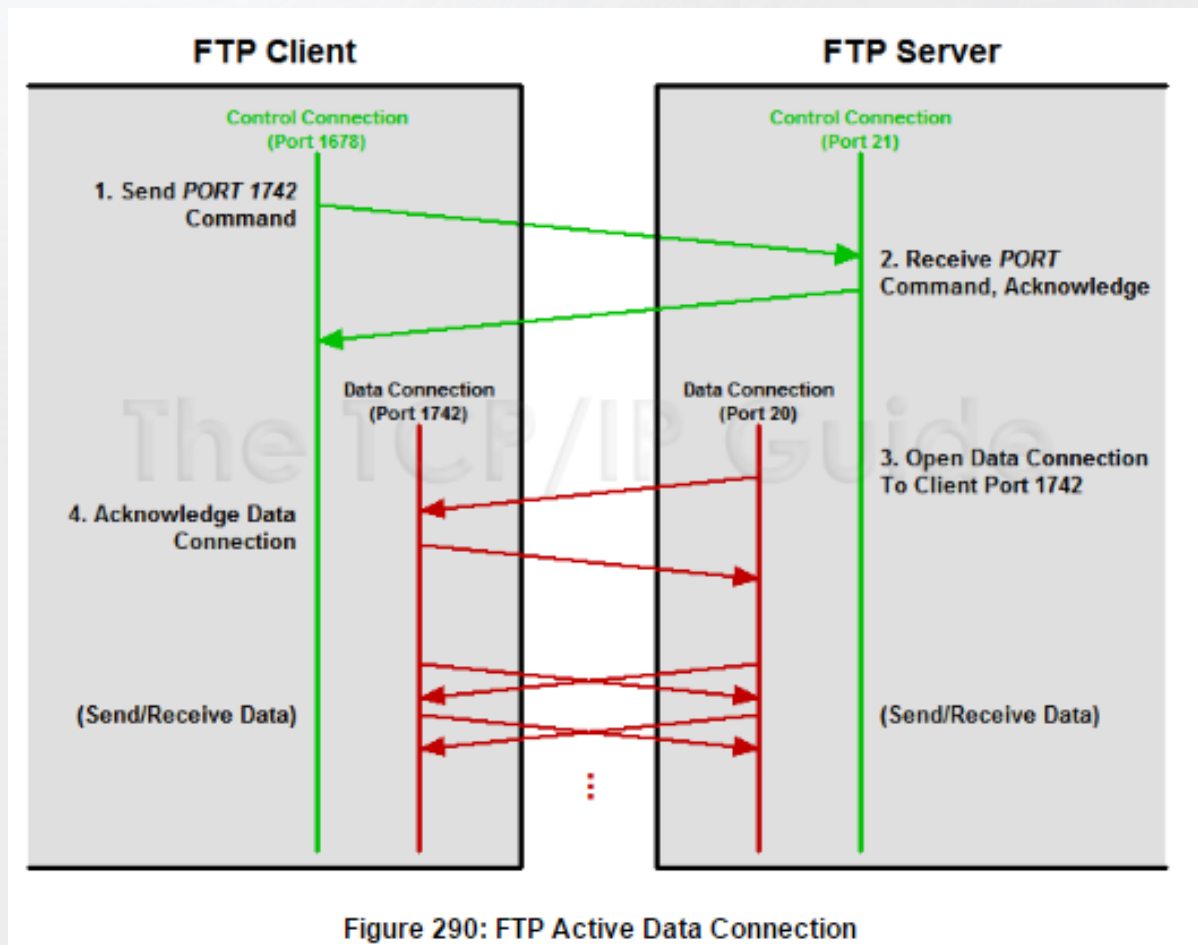 FTP Client
FTP Server
Control Connection
(Port 1678)
Control Connection
(Port 21)
1. Send PORT 1742
Command
2. Receive PORT
Command, Acknowledge
Data Connection
(Port 1742)
Data Connection
(Port 20)
The TCP/IP Guide
3. Open Data Connection
To Client Port 1742
4. Acknowledge Data
Connection
(Send/Receive Data)
(Send/Receive Data)
Figure 290: FTP Active Data Connection